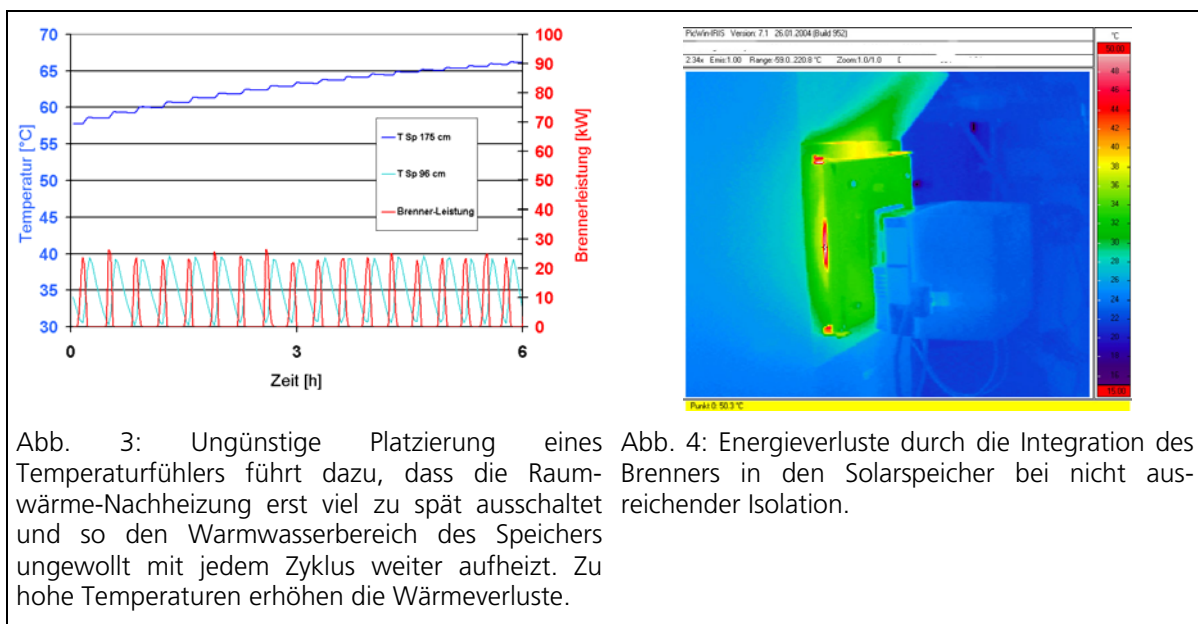 70
65
60
55
50
45
40
35
30
Temperatur [°C]
100
90
80
70
60
50
40
30
20
10
0
Brennerleistung [kW]
T Sp 175 cm
T Sp 96 cm
Brenner-Leistung
0
3
6
Zeit [h]
PicWin-IRIS Version: 7.1 26.01.2004 (Build 952)
2.34x Emis:1.00 Range:-59.0..220.8 °C Zoom:1.0/1.0
°C
50.00
48
46
44
42
40
38
36
34
32
30
28
26
24
22
20
18
16
15.00
Punkt 0: 50.3 °C
Abb. 3: Ungünstige Platzierung eines
Temperaturfühlers führt dazu, dass die Raum-
wärme-Nachheizung erst viel zu spät ausschaltet
und so den Warmwasserbereich des Speichers
ungewollt mit jedem Zyklus weiter aufheizt. Zu
hohe Temperaturen erhöhen die Wärmeverluste.
Abb. 4: Energieverluste durch die Integration des
Brenners in den Solarspeicher bei nicht aus-
reichender Isolation.